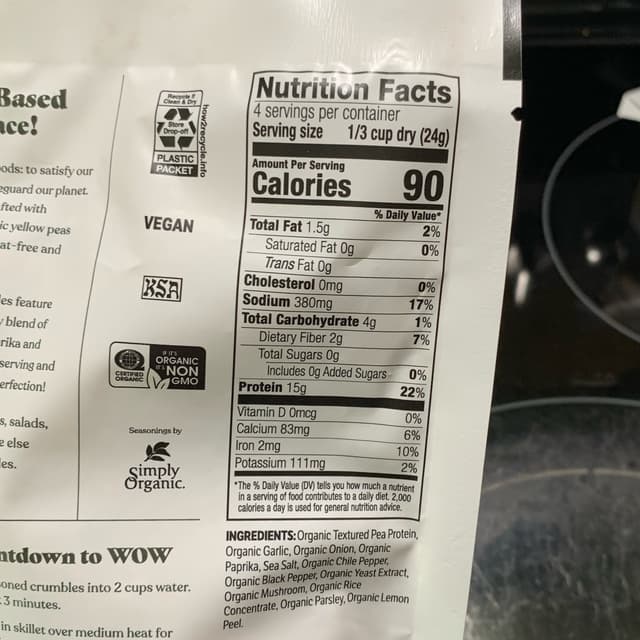 Based
ace!
oods: to satisfy our
eguard our planet.
fted with
ic yellow peas
at-free and
es feature
blend of
rika and
serving and
erfection!
s, salads,
e else
les.
ntdown to WOW
oned crumbles into 2 cups water.
3 minutes.
in skillet over medium heat for
Recycle if
Clean & Dry
Store
Drop-off
PLASTIC
PACKET
how2recycle.info
VEGAN
KSA
CERTIFIED
ORGANIC
IF IT'S
ORGANIC
IT'S NON
GMO
Seasonings by
Simply
Organic.
Nutrition Facts
4 servings per container
Serving size 1/3 cup dry (24g)
Amount Per Serving
Calories 90
% Daily Value*
Total Fat 1.5g 2%
Saturated Fat 0g 0%
Trans Fat 0g
Cholesterol 0mg 0%
Sodium 380mg 17%
Total Carbohydrate 4g 1%
Dietary Fiber 2g 7%
Total Sugars 0g
Includes 0g Added Sugars 0%
Protein 15g 22%
Vitamin D 0mcg 0%
Calcium 83mg 6%
Iron 2mg 10%
Potassium 111mg 2%
*The % Daily Value (DV) tells you how much a nutrient
in a serving of food contributes to a daily diet. 2,000
calories a day is used for general nutrition advice.
INGREDIENTS: Organic Textured Pea Protein,
Organic Garlic, Organic Onion, Organic
Paprika, Sea Salt, Organic Chile Pepper,
Organic Black Pepper, Organic Yeast Extract,
Organic Mushroom, Organic Rice
Concentrate, Organic Parsley, Organic Lemon
Peel.